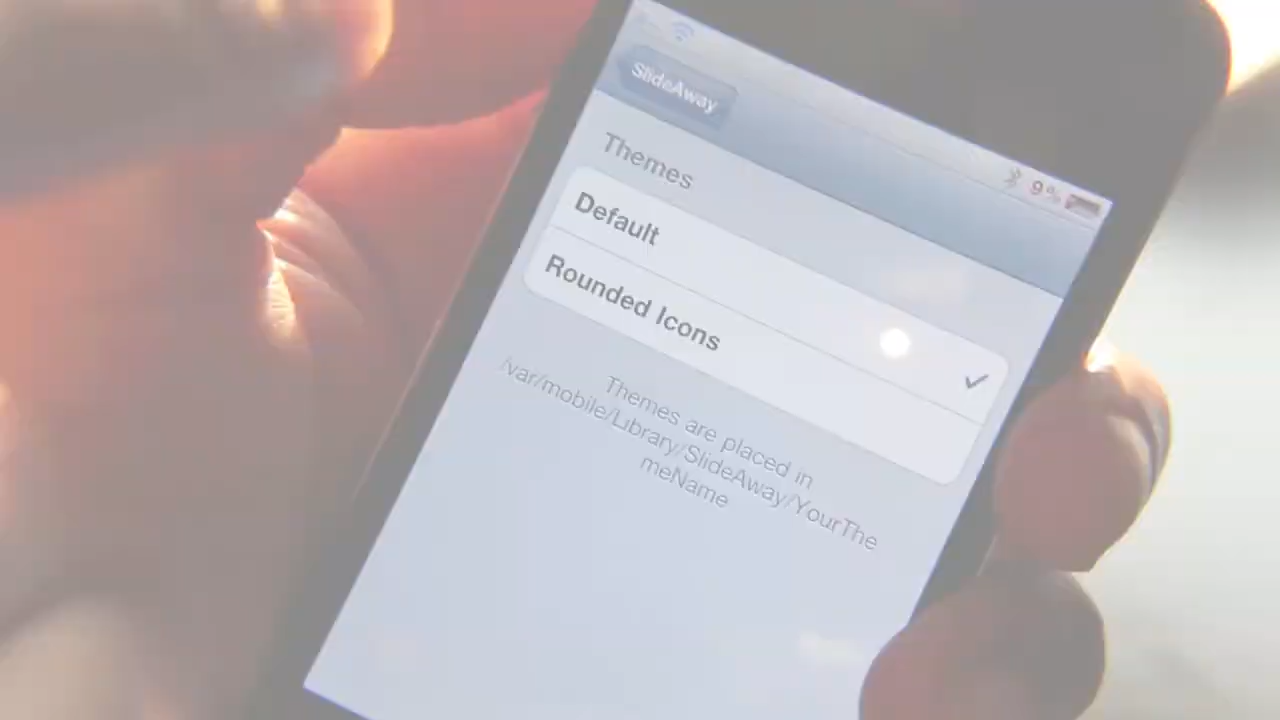 9%
SlideAway
Themes
Default
Rounded Icons
Themes are placed in
/var/mobile/Library/SlideAway/YourThe
meName